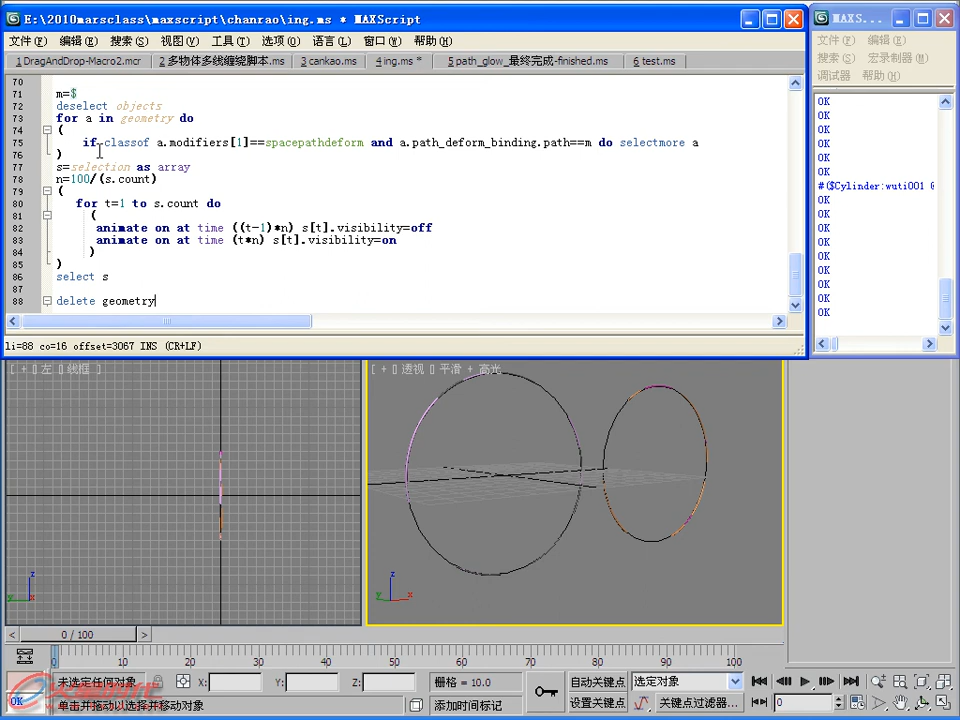 E:\2010marsclass\maxscript\chanrao\ing.ms * MAXScript
文件(F) 编辑(E) 搜索(S) 视图(V) 工具(T) 选项(O) 语言(L) 窗口(W) 帮助(H)
1DragAndDrop-Macro2.mcr 2 多物体多线缠绕脚本.ms 3 cankao.ms 4 ing.ms * 5 path_glow_最终完成-finished.ms 6 test.ms
70
71 m=$
72 deselect objects
73 for a in geometry do
74 (
75 if classof a.modifiers[1]==spacepathdeform and a.path_deform_binding.path==m do selectmore a
76 )
77 s=selection as array
78 n=100/(s.count)
79 (
80 for t=1 to s.count do
81 (
82 animate on at time ((t-1)*n) s[t].visibility=off
83 animate on at time (t*n) s[t].visibility=on
84 )
85 )
86 select s
87
88 delete geometry
li=88 co=16 offset=3067 INS (CR+LF)
MAXS...
文件(F) 编辑(E)
搜索(S) 宏录制器(M)
调试器 帮助(H)
OK
OK
OK
OK
OK
OK
#($Cylinder:wuti001 @
OK
OK
OK
OK
OK
OK
OK
OK
OK
[ + [] 左 [] 线框 ]
[ + [] 透视 [] 平滑 + 高光
z
y
x
z
y
x
< 0 / 100 >
0 10 20 30 40 50 60 70 80 90 100
未选定任何对象 X: Y: Z: 栅格 = 10.0 自动关键点 选定对象
OK 单击并拖动以选择并移动对象 添加时间标记 设置关键点 关键点过滤器... 0